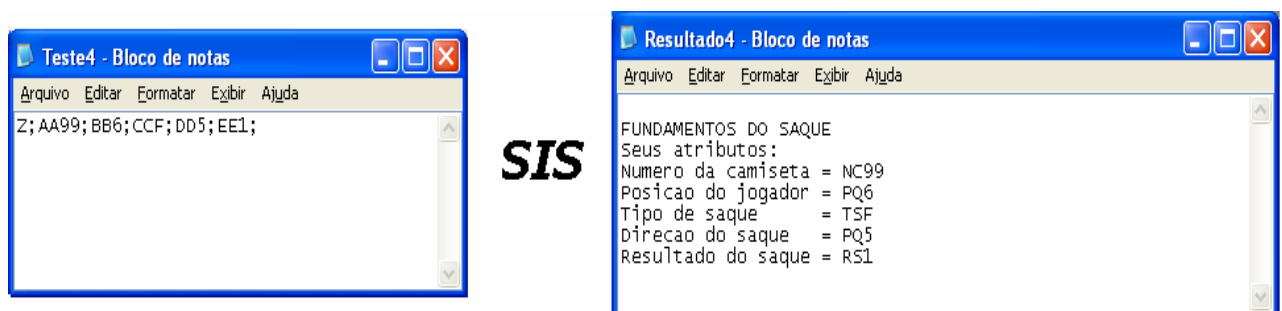 Teste4 - Bloco de notas
Arquivo Editar Formatar Exibir Ajuda
Z;AA99;BB6;CCF;DD5;EE1;
SIS
Resultado4 - Bloco de notas
Arquivo Editar Formatar Exibir Ajuda
FUNDAMENTOS DO SAQUE
Seus atributos:
Numero da camiseta = NC99
Posicao do jogador = PQ6
Tipo de saque = TSF
Direcao do saque = PQ5
Resultado do saque = RS1